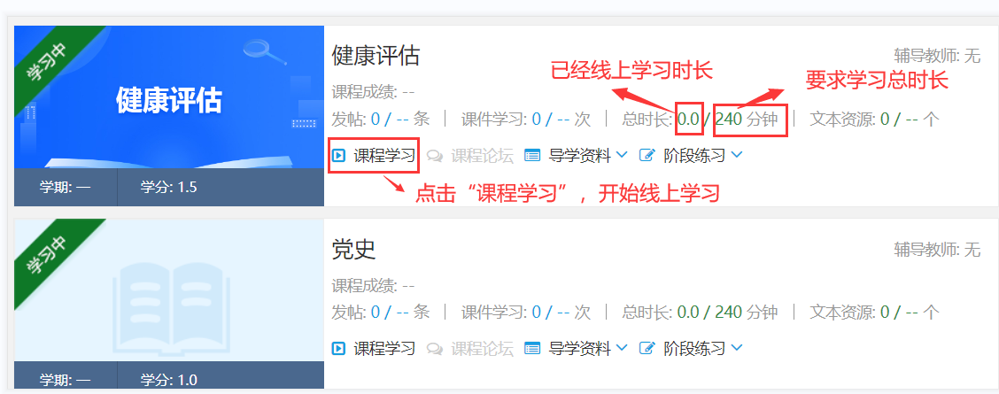 学习中
健康评估
学期: — 学分: 1.5
健康评估
辅导教师: 无
已经线上学习时长
要求学习总时长
课程成绩: --
发帖: 0 / -- 条 | 课件学习: 0 / -- 次 | 总时长: 0.0 / 240 分钟 | 文本资源: 0 / -- 个
课程学习 课程论坛 导学资料 阶段练习
点击“课程学习”，开始线上学习
学习中
学期: — 学分: 1.0
党史
辅导教师: 无
课程成绩: --
发帖: 0 / -- 条 | 课件学习: 0 / -- 次 | 总时长: 0.0 / 240 分钟 | 文本资源: 0 / -- 个
课程学习 课程论坛 导学资料 阶段练习